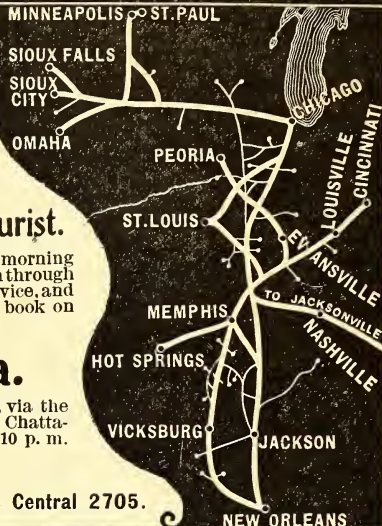 MINNEAPOLIS ST. PAUL
SIOUX FALLS
SIOUX
CITY
OMAHA
CHICAGO
PEORIA
LOUISVILLE
CINCINNATI
ST. LOUIS
EVANSVILLE
urist.
morning
through
vice, and
book on
TO JACKSONVILLE
MEMPHIS
NASHVILLE
HOT SPRINGS
a.
, via the
Chatta-
10 p. m.
VICKSBURG
JACKSON
Central 2705.
NEW ORLEANS